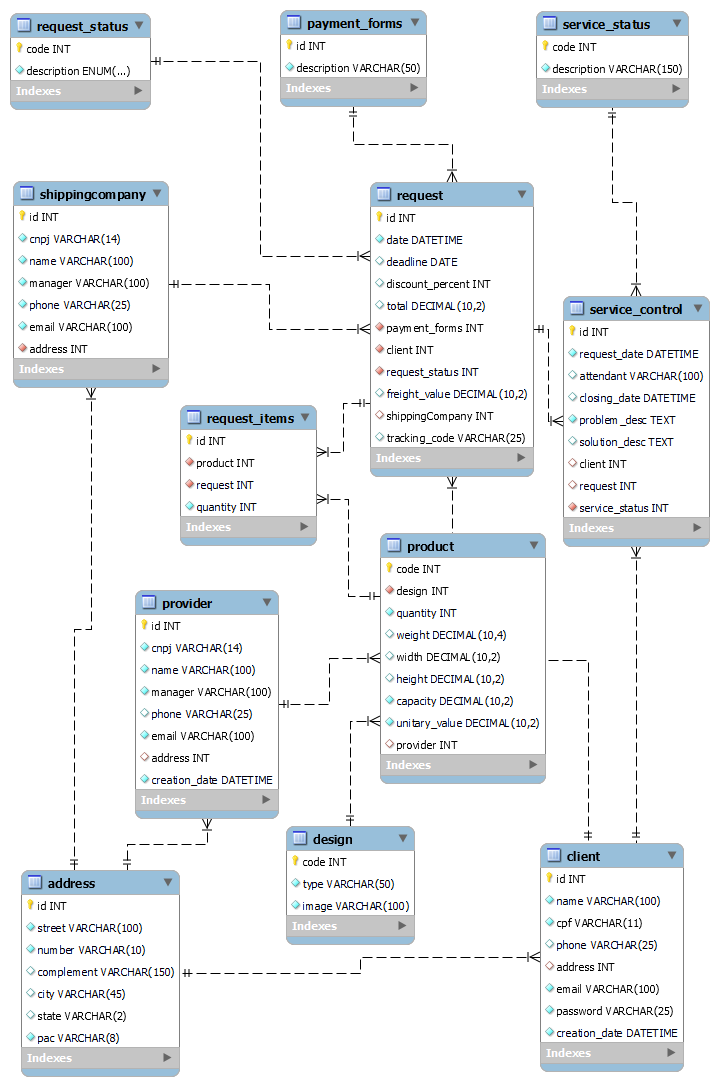 request_status
code INT
description ENUM(...)
Indexes
payment_forms
id INT
description VARCHAR(50)
Indexes
service_status
code INT
description VARCHAR(150)
Indexes
shippingcompany
id INT
cnpj VARCHAR(14)
name VARCHAR(100)
manager VARCHAR(100)
phone VARCHAR(25)
email VARCHAR(100)
address INT
Indexes
request
id INT
date DATETIME
deadline DATE
discount_percent INT
total DECIMAL(10,2)
payment_forms INT
client INT
request_status INT
freight_value DECIMAL(10,2)
shippingCompany INT
tracking_code VARCHAR(25)
Indexes
service_control
id INT
request_date DATETIME
attendant VARCHAR(100)
closing_date DATETIME
problem_desc TEXT
solution_desc TEXT
client INT
request INT
service_status INT
Indexes
request_items
id INT
product INT
request INT
quantity INT
Indexes
product
code INT
design INT
quantity INT
weight DECIMAL(10,4)
width DECIMAL(10,2)
height DECIMAL(10,2)
capacity DECIMAL(10,2)
unitary_value DECIMAL(10,2)
provider INT
Indexes
provider
id INT
cnpj VARCHAR(14)
name VARCHAR(100)
manager VARCHAR(100)
phone VARCHAR(25)
email VARCHAR(100)
address INT
creation_date DATETIME
Indexes
design
code INT
type VARCHAR(50)
image VARCHAR(100)
Indexes
client
id INT
name VARCHAR(100)
cpf VARCHAR(11)
phone VARCHAR(25)
address INT
email VARCHAR(100)
password VARCHAR(25)
creation_date DATETIME
Indexes
address
id INT
street VARCHAR(100)
number VARCHAR(10)
complement VARCHAR(150)
city VARCHAR(45)
state VARCHAR(2)
pac VARCHAR(8)
Indexes